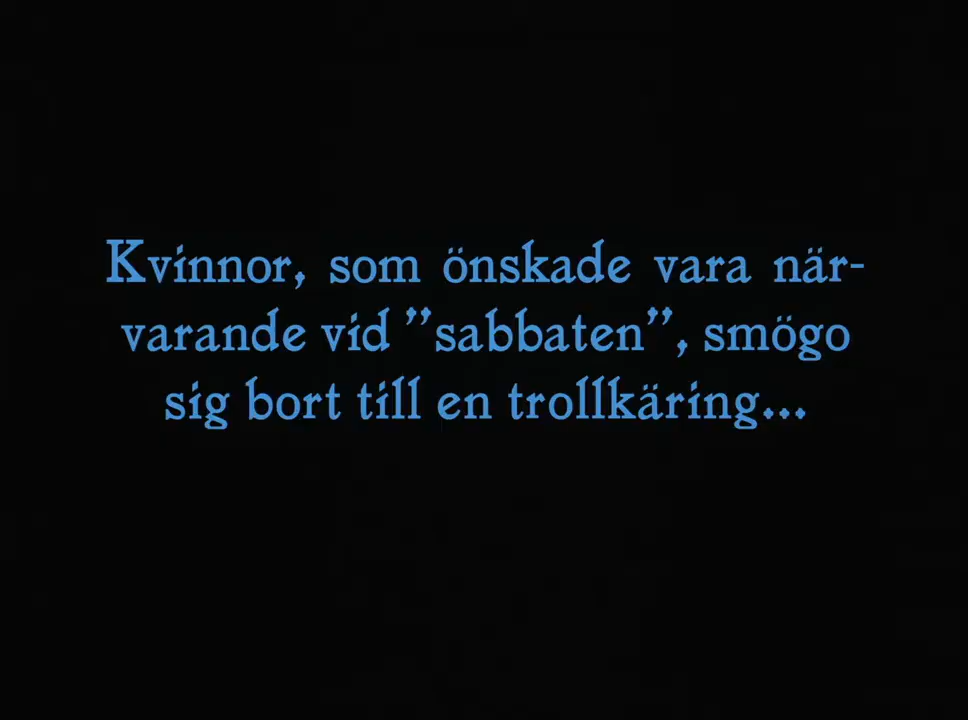 Kvinnor, som önskade vara när-
varande vid ”sabbaten”, smögo
sig bort till en trollkäring...